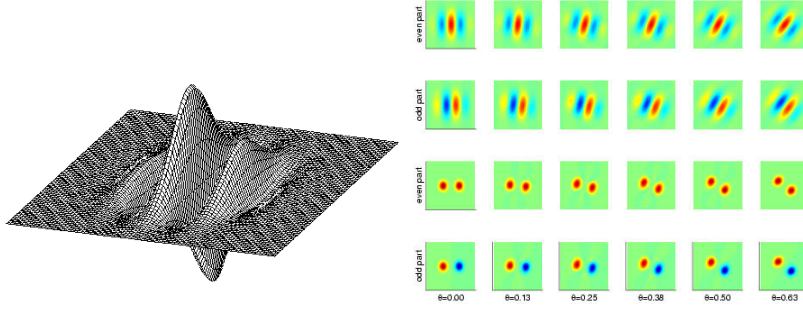 even part
odd part
even part
odd part
θ=0.00 θ=0.13 θ=0.25 θ=0.38 θ=0.50 θ=0.63